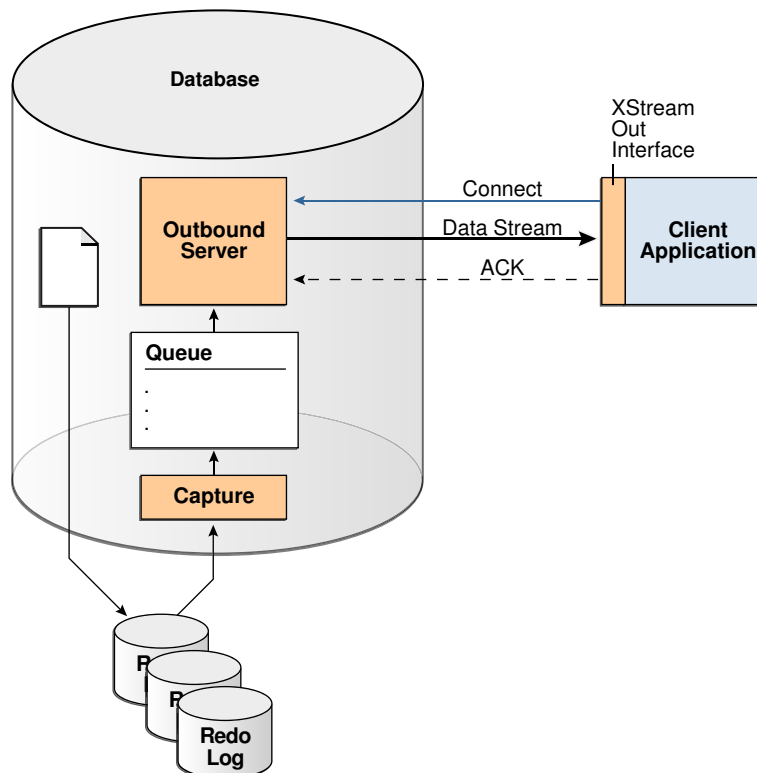 Database
XStream
Out
Interface
Connect
Outbound
Server
Data Stream
Client
Application
ACK
Queue
.
.
.
Capture
Redo
Log